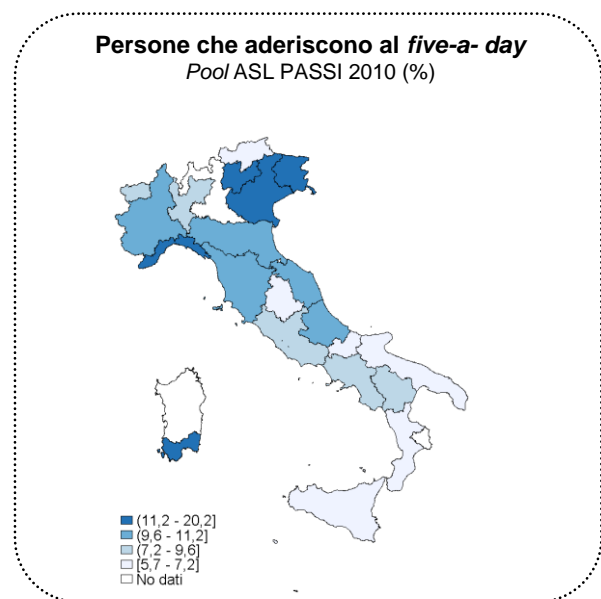 Persone che aderiscono al five-a- day
Pool ASL PASSI 2010 (%)
(11,2 - 20,2]
(9,6 - 11,2]
(7,2 - 9,6]
[5,7 - 7,2]
No dati